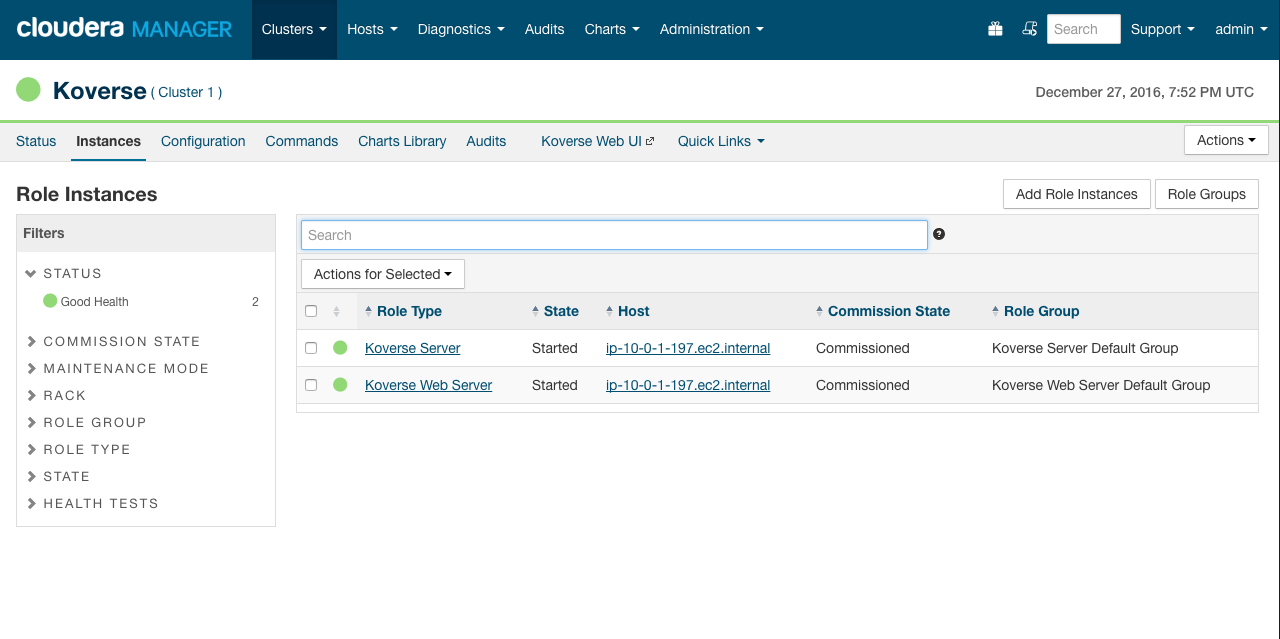 cloudera MANAGER Clusters Hosts Diagnostics Audits Charts Administration Search Support admin
Koverse ( Cluster 1 ) December 27, 2016, 7:52 PM UTC
Status Instances Configuration Commands Charts Library Audits Koverse Web UI Quick Links Actions
Role Instances Add Role Instances Role Groups
Filters
STATUS
Good Health 2
COMMISSION STATE
MAINTENANCE MODE
RACK
ROLE GROUP
ROLE TYPE
STATE
HEALTH TESTS
Search ?
Actions for Selected
Role Type State Host Commission State Role Group
Koverse Server Started ip-10-0-1-197.ec2.internal Commissioned Koverse Server Default Group
Koverse Web Server Started ip-10-0-1-197.ec2.internal Commissioned Koverse Web Server Default Group